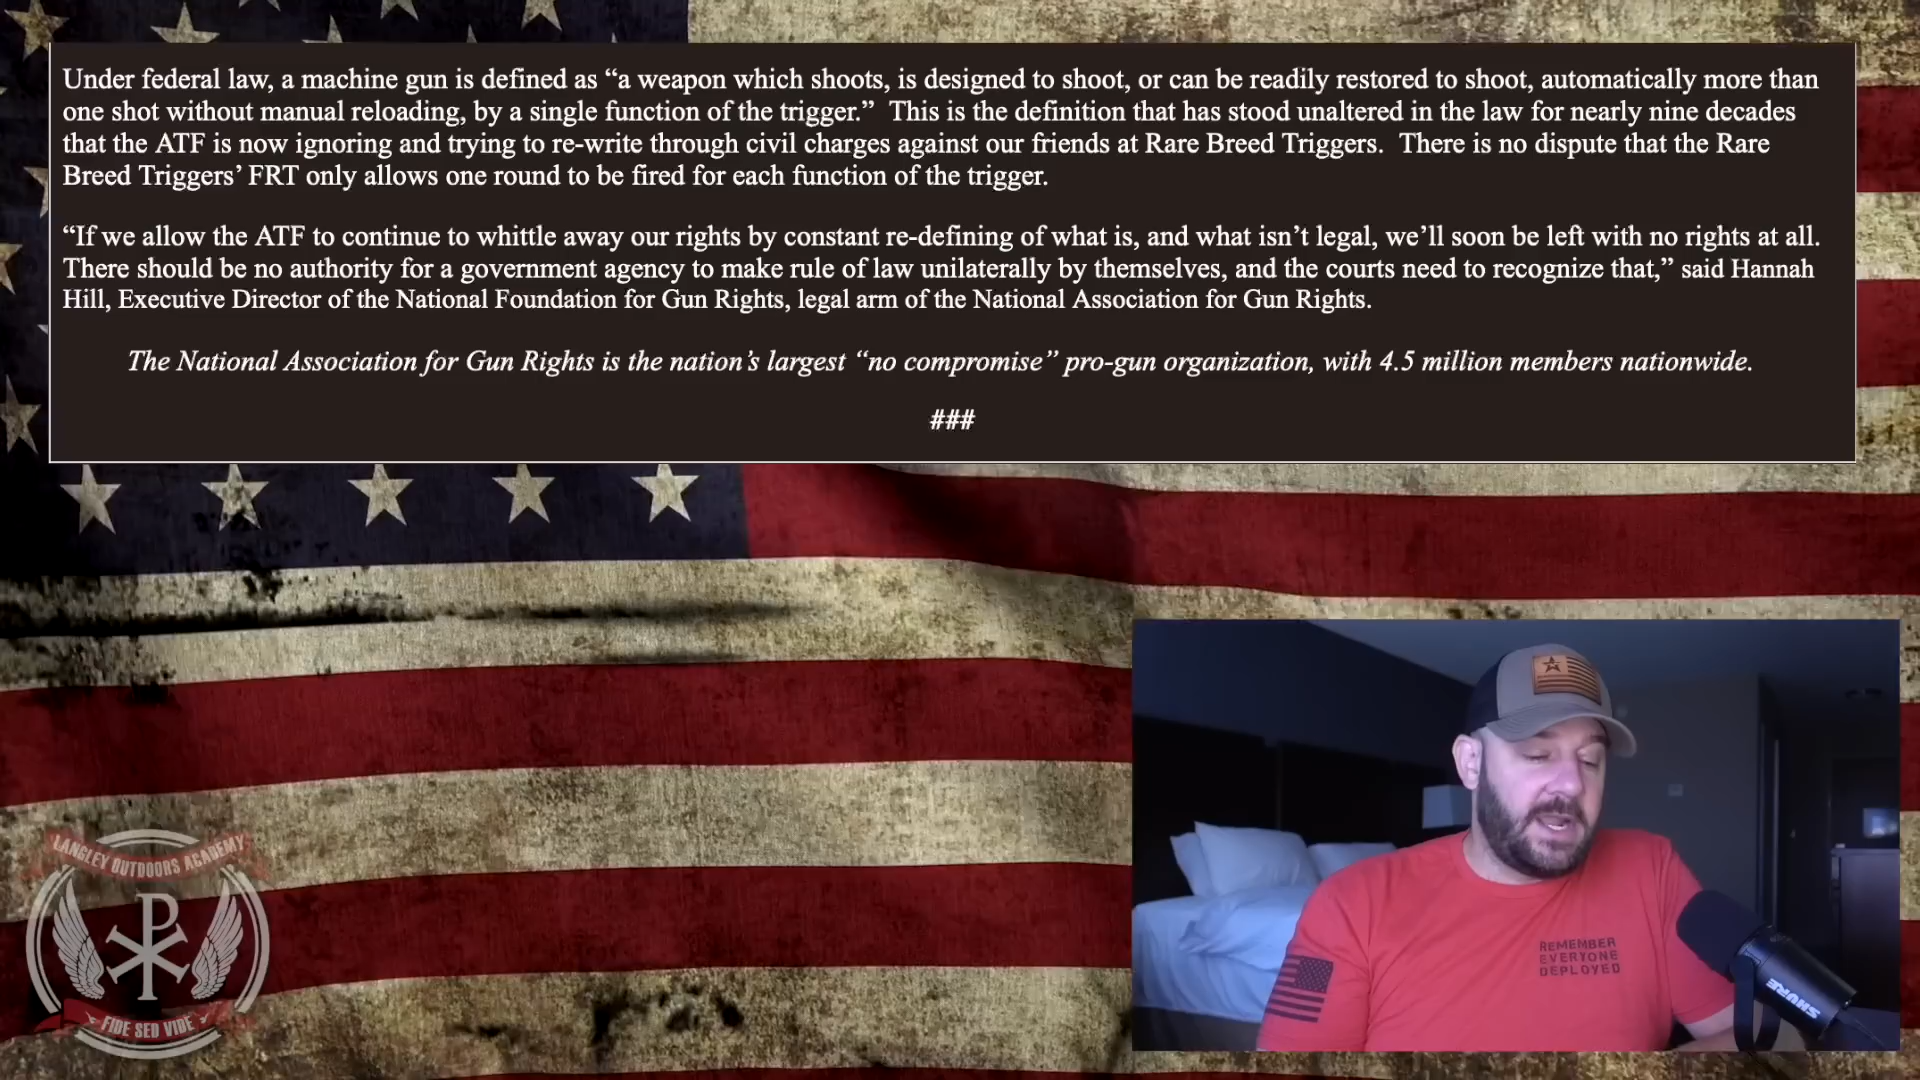 Under federal law, a machine gun is defined as “a weapon which shoots, is designed to shoot, or can be readily restored to shoot, automatically more than
one shot without manual reloading, by a single function of the trigger.”  This is the definition that has stood unaltered in the law for nearly nine decades
that the ATF is now ignoring and trying to re-write through civil charges against our friends at Rare Breed Triggers.  There is no dispute that the Rare
Breed Triggers’ FRT only allows one round to be fired for each function of the trigger.
“If we allow the ATF to continue to whittle away our rights by constant re-defining of what is, and what isn’t legal, we’ll soon be left with no rights at all.
There should be no authority for a government agency to make rule of law unilaterally by themselves, and the courts need to recognize that,” said Hannah
Hill, Executive Director of the National Foundation for Gun Rights, legal arm of the National Association for Gun Rights.
The National Association for Gun Rights is the nation’s largest “no compromise” pro-gun organization, with 4.5 million members nationwide.
###
LANGLEY OUTDOORS ACADEMY
FIDE SED VIDE
REMEMBER
EVERYONE
DEPLOYED
SHURE